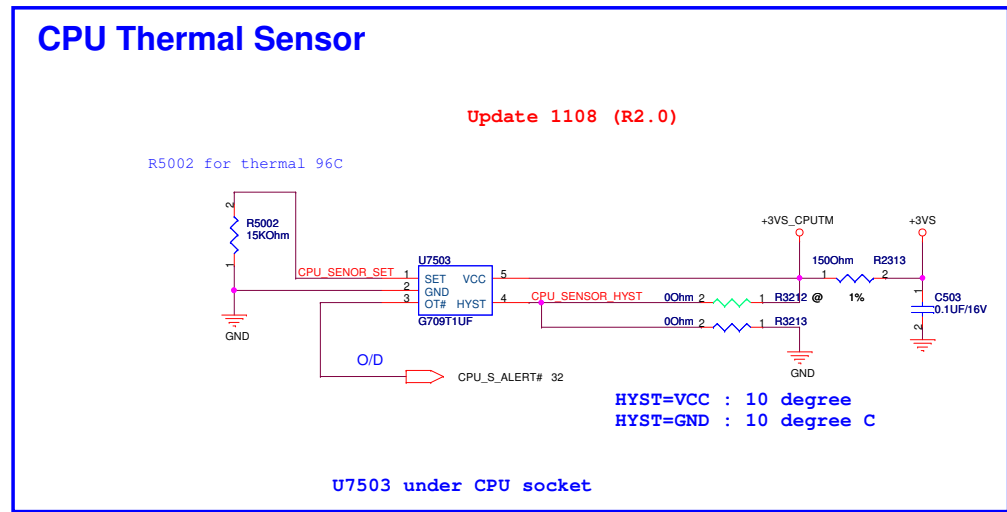 CPU Thermal Sensor
Update 1108 (R2.0)
R5002 for thermal 96C
2
R5002
15KOhm
1
GND
CPU_SENOR_SET
U7503
1 SET VCC 5
2 GND
3 OT# HYST 4
G709T1UF
CPU_SENSOR_HYST
+3VS_CPUTM
+3VS
150Ohm R2313
1 2
1%
0Ohm 2 1 R3212 @
0Ohm 2 1 R3213
GND
1
C503
0.1UF/16V
2
O/D
CPU_S_ALERT# 32
HYST=VCC : 10 degree
HYST=GND : 10 degree C
U7503 under CPU socket